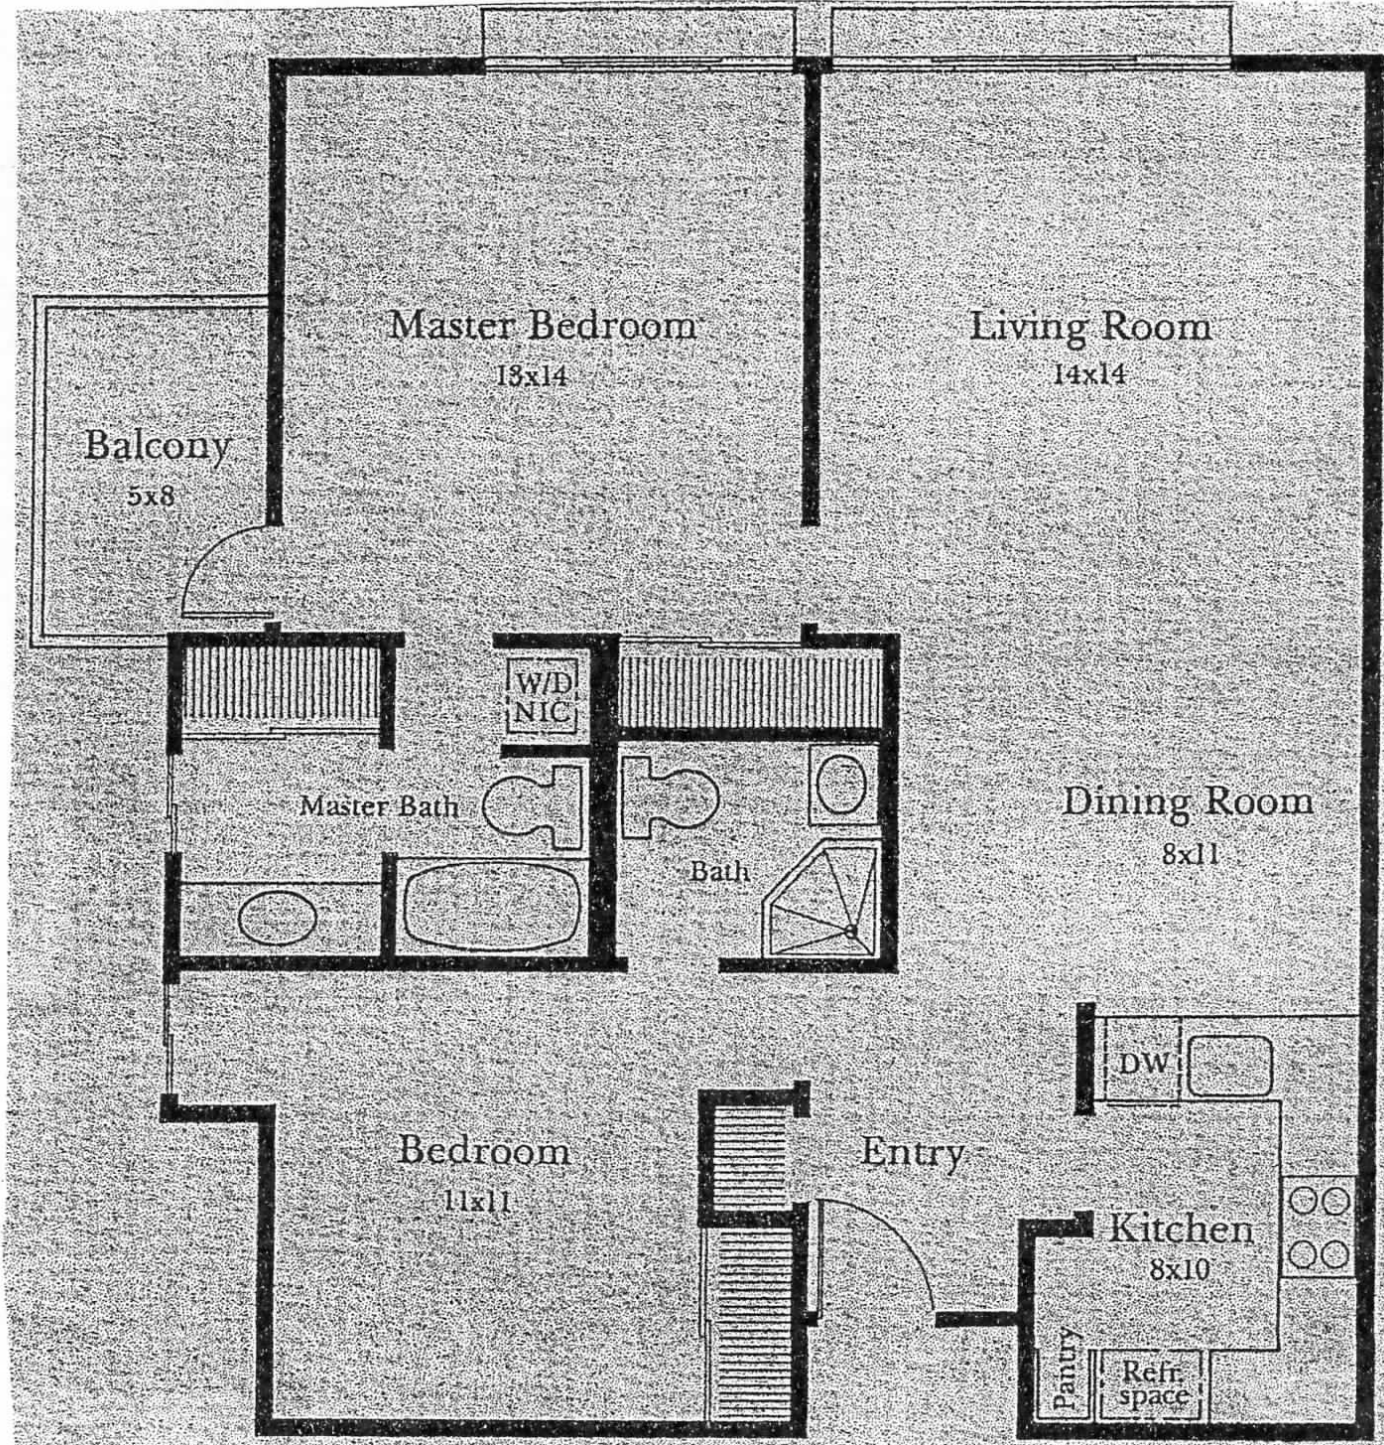 Master Bedroom
13x14
Living Room
14x14
Balcony
5x8
W/D
NIC
Master Bath
Bath
Dining Room
8x11
DW
Bedroom
11x11
Entry
Kitchen
8x10
Pantry
Refr.
space